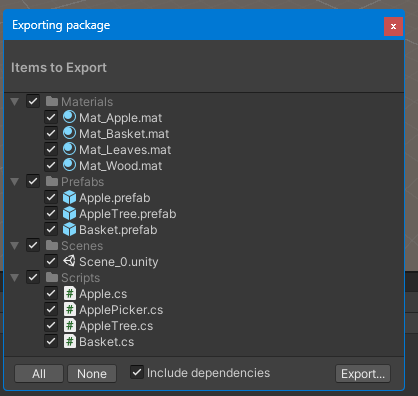 Exporting package
x
Items to Export
Materials
Mat_Apple.mat
Mat_Basket.mat
Mat_Leaves.mat
Mat_Wood.mat
Prefabs
Apple.prefab
AppleTree.prefab
Basket.prefab
Scenes
Scene_0.unity
Scripts
# Apple.cs
# ApplePicker.cs
# AppleTree.cs
# Basket.cs
All None Include dependencies Export...